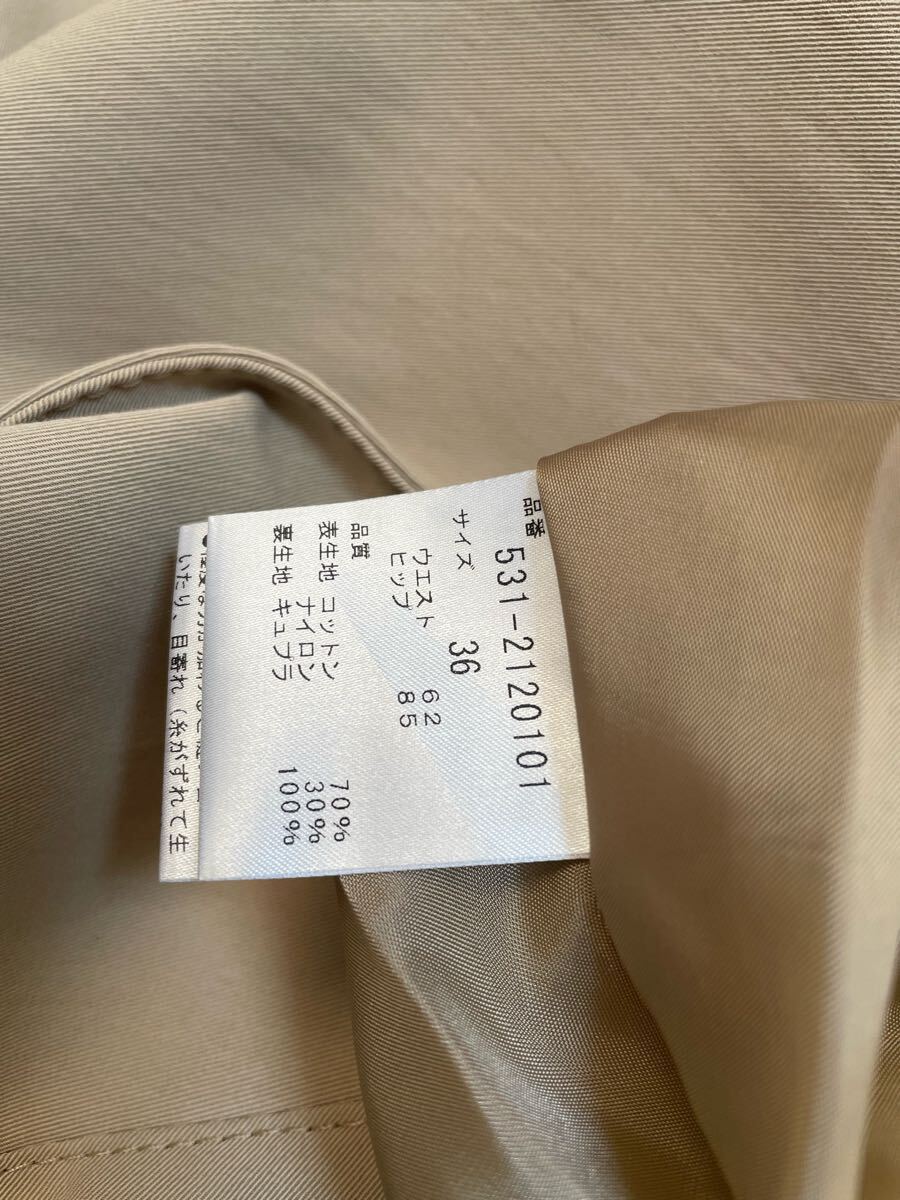 品番
531-2120101
サイズ 36
ウエスト 62
ヒップ 85
品質
表生地 コットン 70%
ナイロン 30%
裏生地 キュプラ 100%
いたり、目寄れ（糸がずれて生